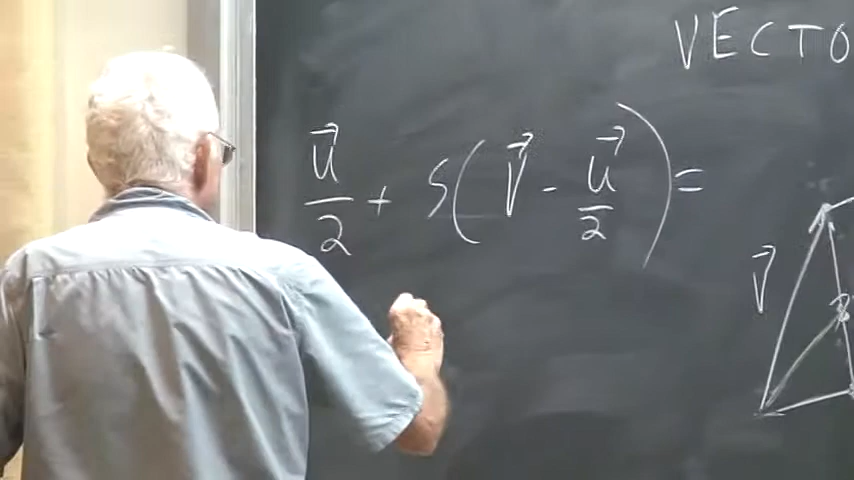 VECTO
u⃗/2 + s(v⃗ - u⃗/2) =
v⃗